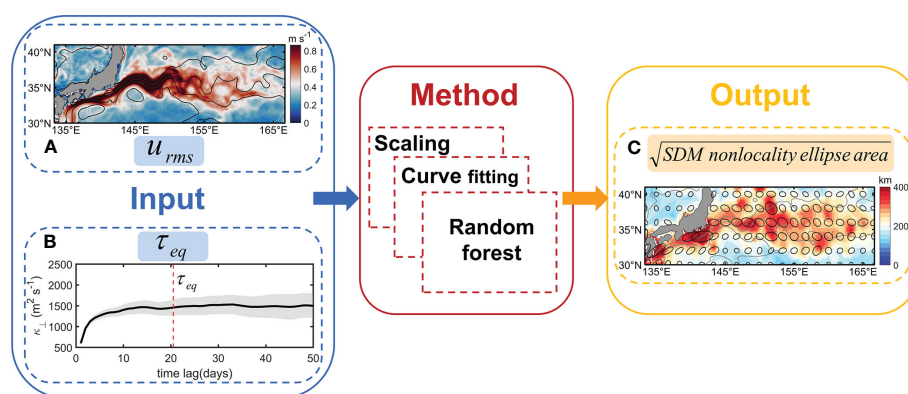 m s⁻¹
40°N
35°N
30°N
135°E
145°E
155°E
165°E
0.8
0.6
0.4
0.2
0
A
u_rms
Input
B
τ_eq
κ_⊥ (m² s⁻¹)
2500
2000
1500
1000
500
0
10
20
30
40
50
τ_eq
time lag(days)
Method
Scaling
Curve fitting
Random
forest
Output
C
√SDM nonlocality ellipse area
km
40°N
35°N
30°N
135°E
145°E
155°E
165°E
400
200
0